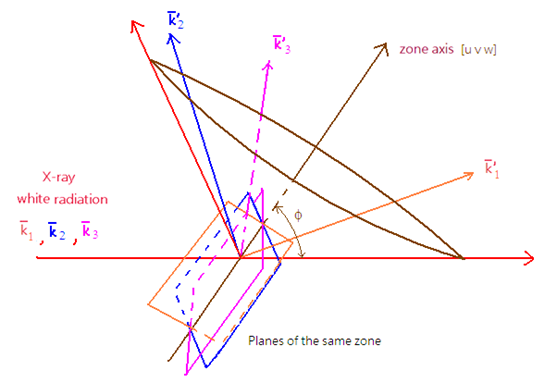 k̅′₂
k̅′₃
zone axis [u v w]
k̅′₁
X-ray
white radiation
k̅₁ , k̅₂ , k̅₃
ϕ
Planes of the same zone